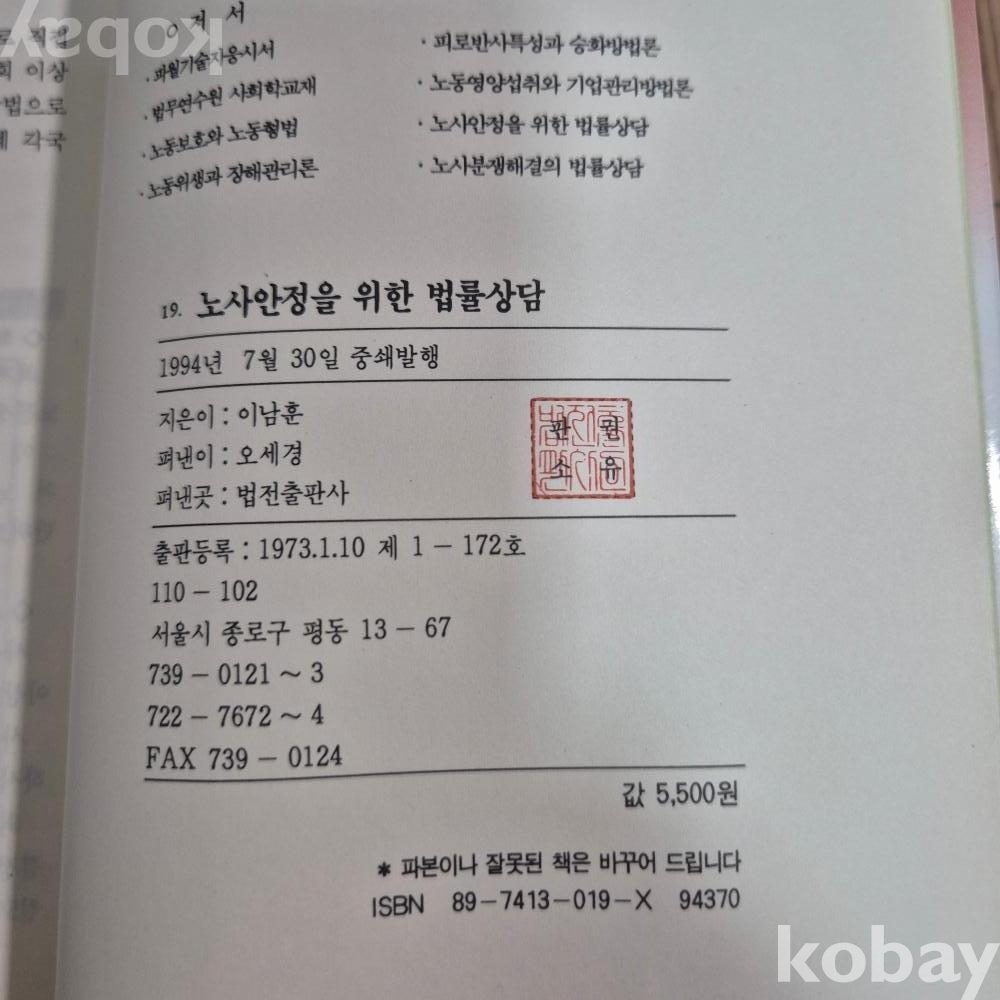 로 직접
회 이상
법으로
각국
○ 저 서
· 파월기술자응시서
· 법무연수원 사회학교재
· 노동보호와 노동형법
· 노동위생과 장해관리론
· 피로반사특성과 승화방법론
· 노동영양섭취와 기업관리방법론
· 노사안정을 위한 법률상담
· 노사분쟁해결의 법률상담
19. 노사안정을 위한 법률상담
1994년 7월 30일 중쇄발행
지은이 : 이남훈
펴낸이 : 오세경
펴낸곳 : 법전출판사
판 권
소 유
출판등록 : 1973.1.10 제 1 - 172호
110 - 102
서울시 종로구 평동 13 - 67
739 - 0121 ~ 3
722 - 7672 ~ 4
FAX 739 - 0124
값 5,500원
* 파본이나 잘못된 책은 바꾸어 드립니다
ISBN 89-7413-019-X 94370
kobay
kobay